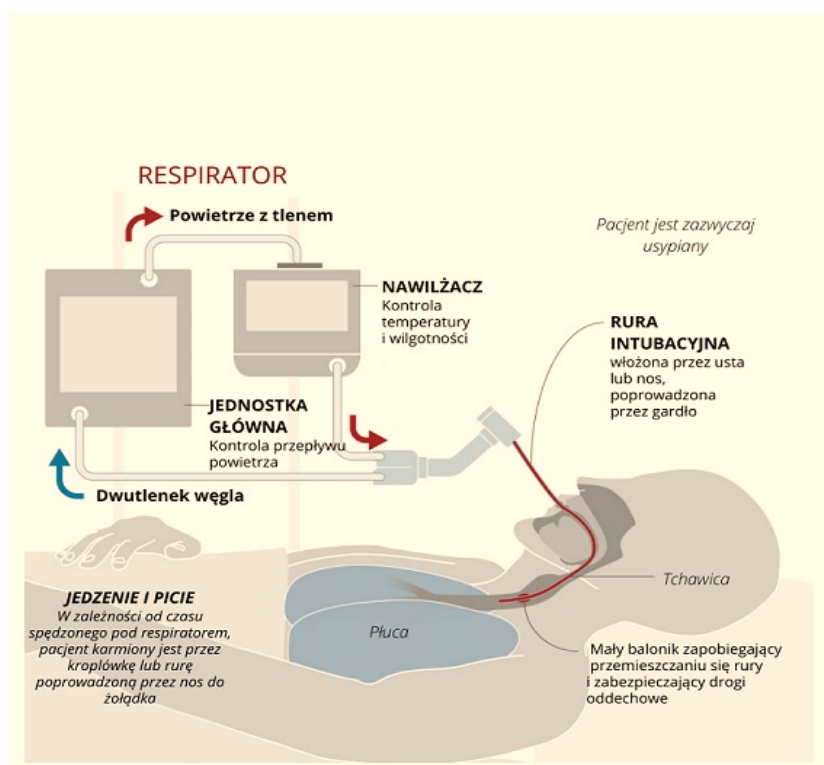 RESPIRATOR
Powietrze z tlenem
Pacjent jest zazwyczaj
usypiany
NAWILŻACZ
Kontrola
temperatury
i wilgotności
RURA
INTUBACYJNA
włożona przez usta
lub nos,
poprowadzona
przez gardło
JEDNOSTKA
GŁÓWNA
Kontrola przepływu
powietrza
Dwutlenek węgla
JEDZENIE I PICIE
W zależności od czasu
spędzonego pod respiratorem,
pacjent karmiony jest przez
kroplówkę lub rurę
poprowadzoną przez nos do
żołądka
Tchawica
Płuca
Mały balonik zapobiegający
przemieszczaniu się rury
i zabezpieczający drogi
oddechowe